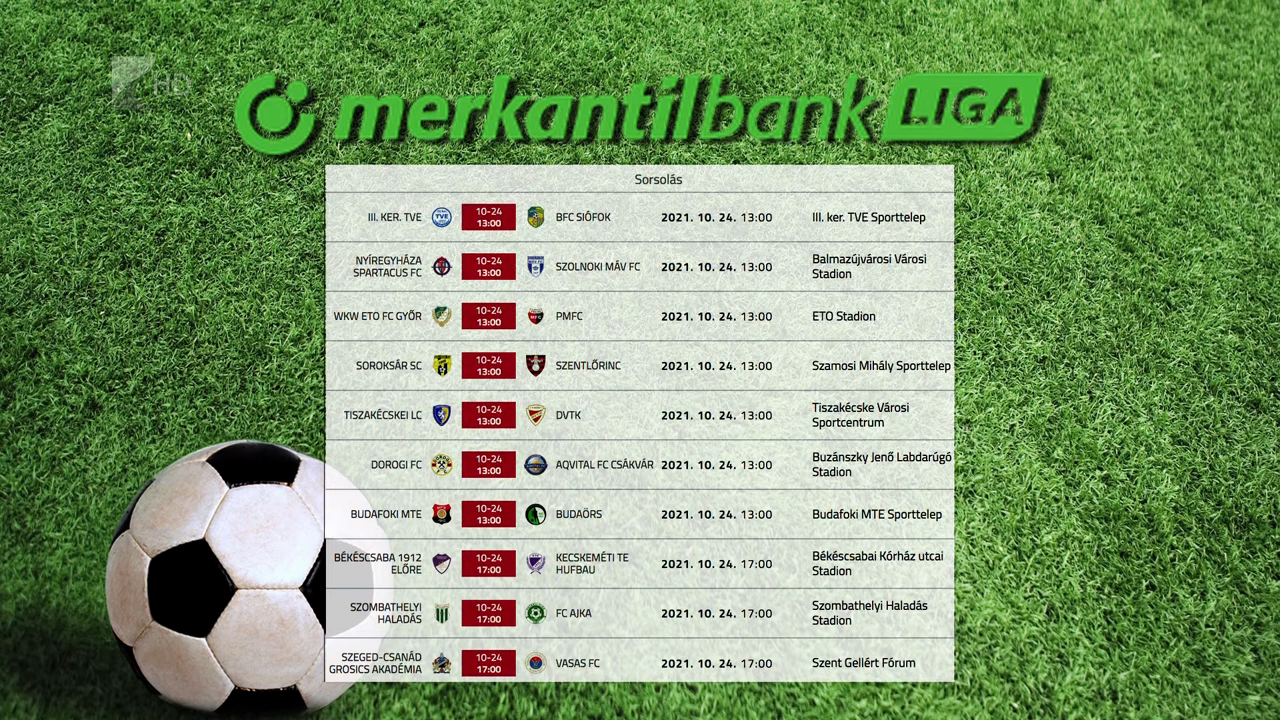 HD
merkantilbank LIGA
Sorsolás
III. KER. TVE 10-24 13:00 BFC SIÓFOK 2021. 10. 24. 13:00 III. ker. TVE Sporttelep
NYÍREGYHÁZA SPARTACUS FC 10-24 13:00 SZOLNOKI MÁV FC 2021. 10. 24. 13:00 Balmazújvárosi Városi Stadion
WKW ETO FC GYŐR 10-24 13:00 PMFC 2021. 10. 24. 13:00 ETO Stadion
SOROKSÁR SC 10-24 13:00 SZENTLŐRINC 2021. 10. 24. 13:00 Szamosi Mihály Sporttelep
TISZAKÉCSKEI LC 10-24 13:00 DVTK 2021. 10. 24. 13:00 Tiszakécske Városi Sportcentrum
DOROGI FC 10-24 13:00 AQVITAL FC CSÁKVÁR 2021. 10. 24. 13:00 Buzánszky Jenő Labdarúgó Stadion
BUDAFOKI MTE 10-24 13:00 BUDAÖRS 2021. 10. 24. 13:00 Budafoki MTE Sporttelep
BÉKÉSCSABA 1912 ELŐRE 10-24 17:00 KECSKEMÉTI TE HUFBAU 2021. 10. 24. 17:00 Békéscsabai Kórház utcai Stadion
SZOMBATHELYI HALADÁS 10-24 17:00 FC AJKA 2021. 10. 24. 17:00 Szombathelyi Haladás Stadion
SZEGED-CSANÁD GROSICS AKADÉMIA 10-24 17:00 VASAS FC 2021. 10. 24. 17:00 Szent Gellért Fórum